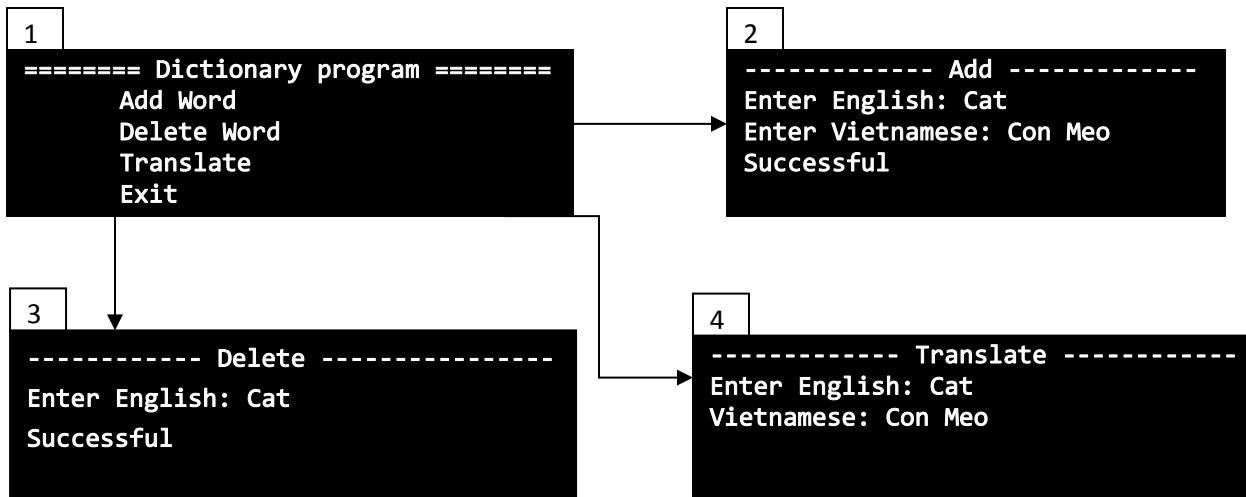 1
======== Dictionary program ========
Add Word
Delete Word
Translate
Exit
2
------------- Add -------------
Enter English: Cat
Enter Vietnamese: Con Meo
Successful
3
------------ Delete ----------------
Enter English: Cat
Successful
4
------------- Translate ------------
Enter English: Cat
Vietnamese: Con Meo